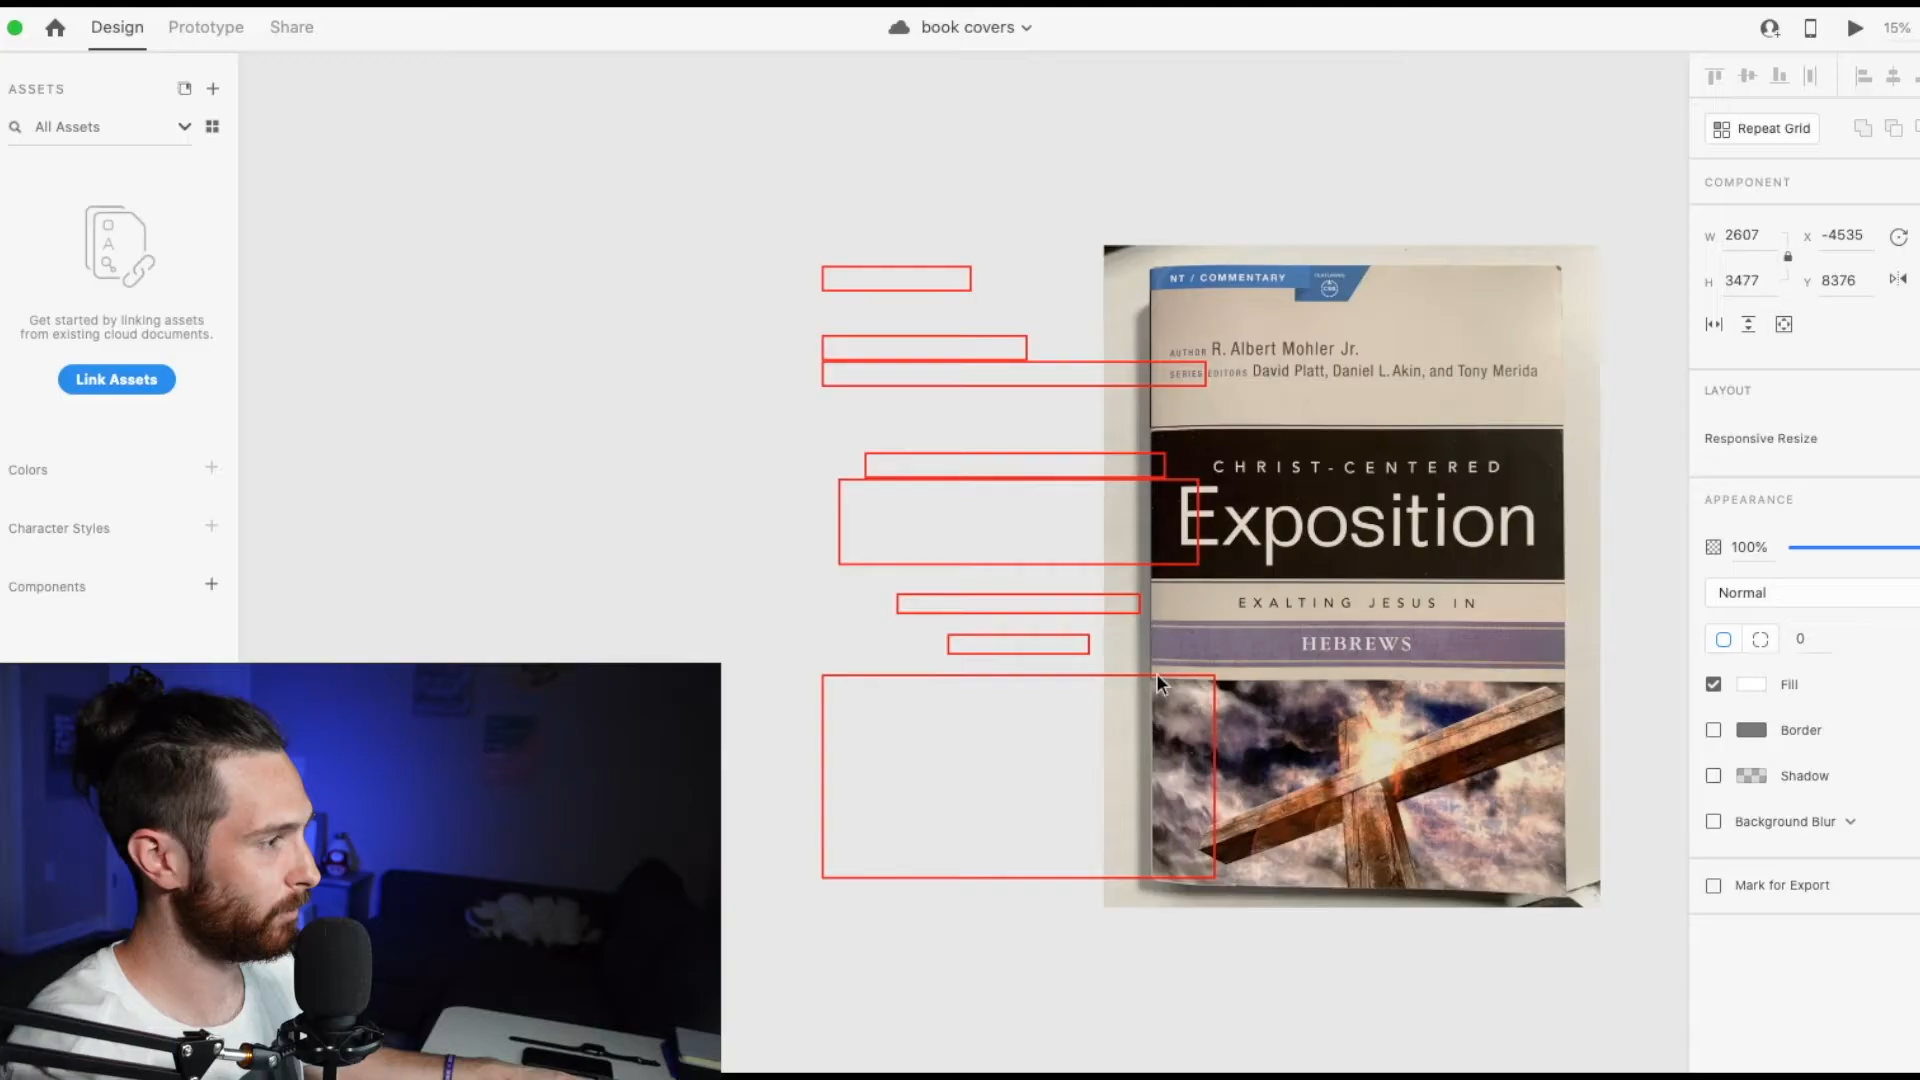 Design Prototype Share
book covers
15%
ASSETS
All Assets
Get started by linking assets
from existing cloud documents.
Link Assets
Colors
Character Styles
Components
NT / COMMENTARY
FEATURING
CSB
AUTHOR R. Albert Mohler Jr.
SERIES EDITORS David Platt, Daniel L. Akin, and Tony Merida
CHRIST-CENTERED
Exposition
EXALTING JESUS IN
HEBREWS
Repeat Grid
COMPONENT
W 2607 X -4535
H 3477 Y 8376
LAYOUT
Responsive Resize
APPEARANCE
100%
Normal
0
Fill
Border
Shadow
Background Blur
Mark for Export